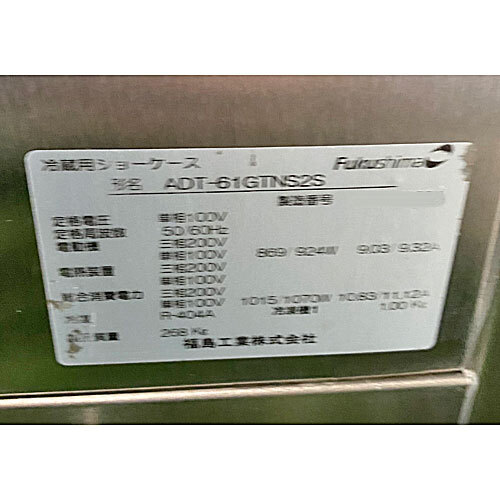 冷蔵用ショーケース Fukushima
形名 ADT-61GTNS2S
製造番号
定格電圧 単相100V
定格周波数 50/60Hz
電動機 三相200V 869/924W 9.03/9.32A
単相100V
電熱装置 三相200V
単相100V
総合消費電力 三相200V 1015/1070W 10.83/11.12A
単相100V 冷凍機1 1.00 Kg
冷媒 R-404A
製品質量 258 Kg
福島工業株式会社